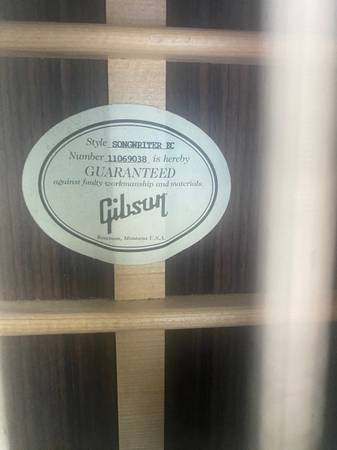 Style SONGWRITER EC
Number 11069038 is hereby
GUARANTEED
against faulty workmanship and materials.
Gibson
Bozeman, Montana U.S.A.